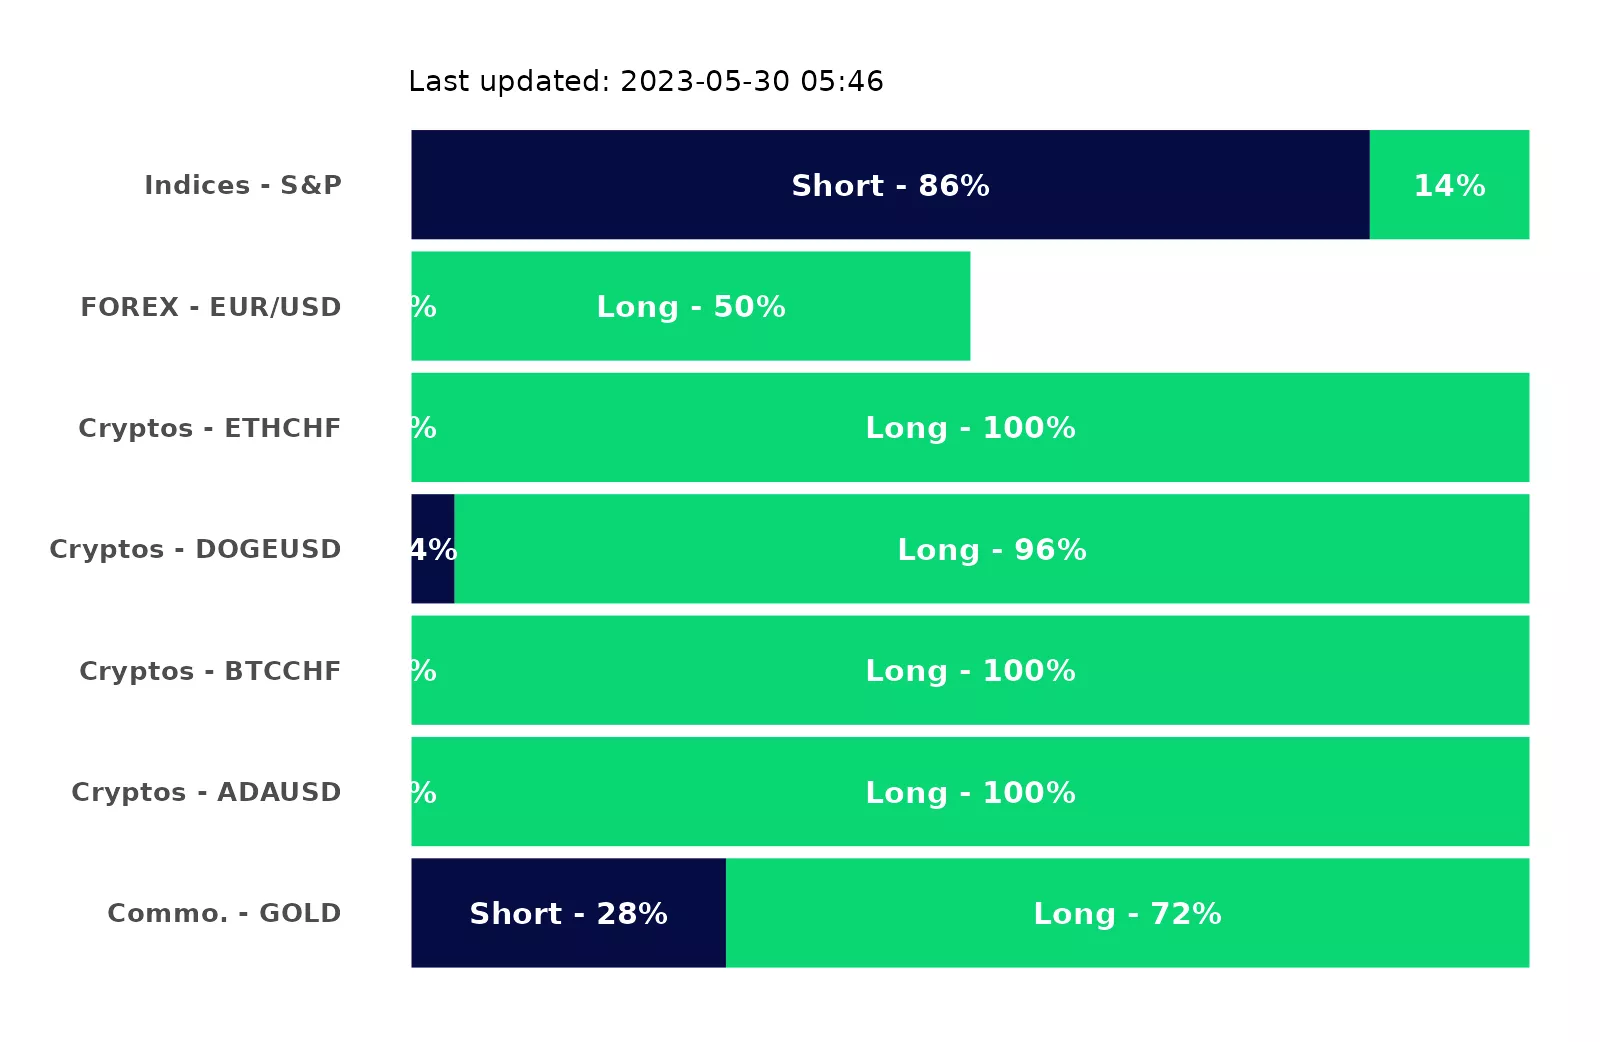 Last updated: 2023-05-30 05:46
Indices - S&P Short - 86% 14%
FOREX - EUR/USD % Long - 50%
Cryptos - ETHCHF % Long - 100%
Cryptos - DOGEUSD 4% Long - 96%
Cryptos - BTCCHF % Long - 100%
Cryptos - ADAUSD % Long - 100%
Commo. - GOLD Short - 28% Long - 72%